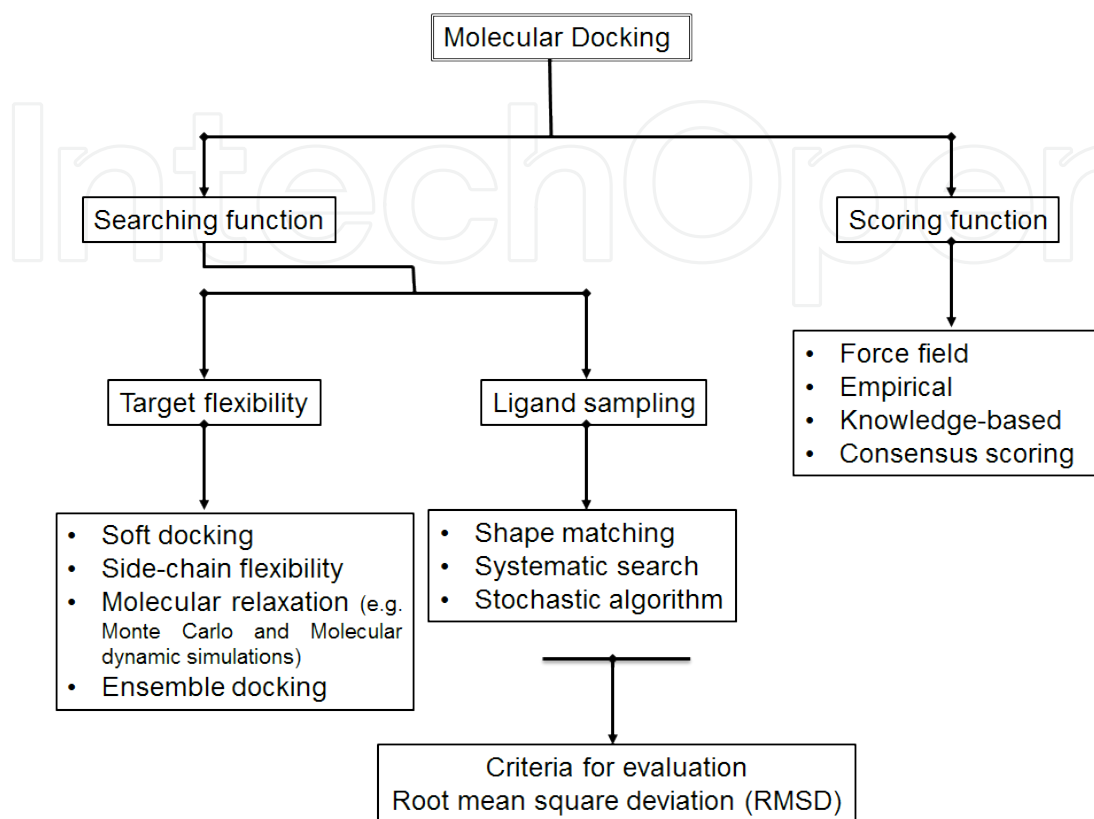 Molecular Docking
IntechOpen
Searching function
Scoring function
Target flexibility
Ligand sampling
• Force field
• Empirical
• Knowledge-based
• Consensus scoring
• Soft docking
• Side-chain flexibility
• Molecular relaxation (e.g.
Monte Carlo and Molecular
dynamic simulations)
• Ensemble docking
• Shape matching
• Systematic search
• Stochastic algorithm
Criteria for evaluation
Root mean square deviation (RMSD)